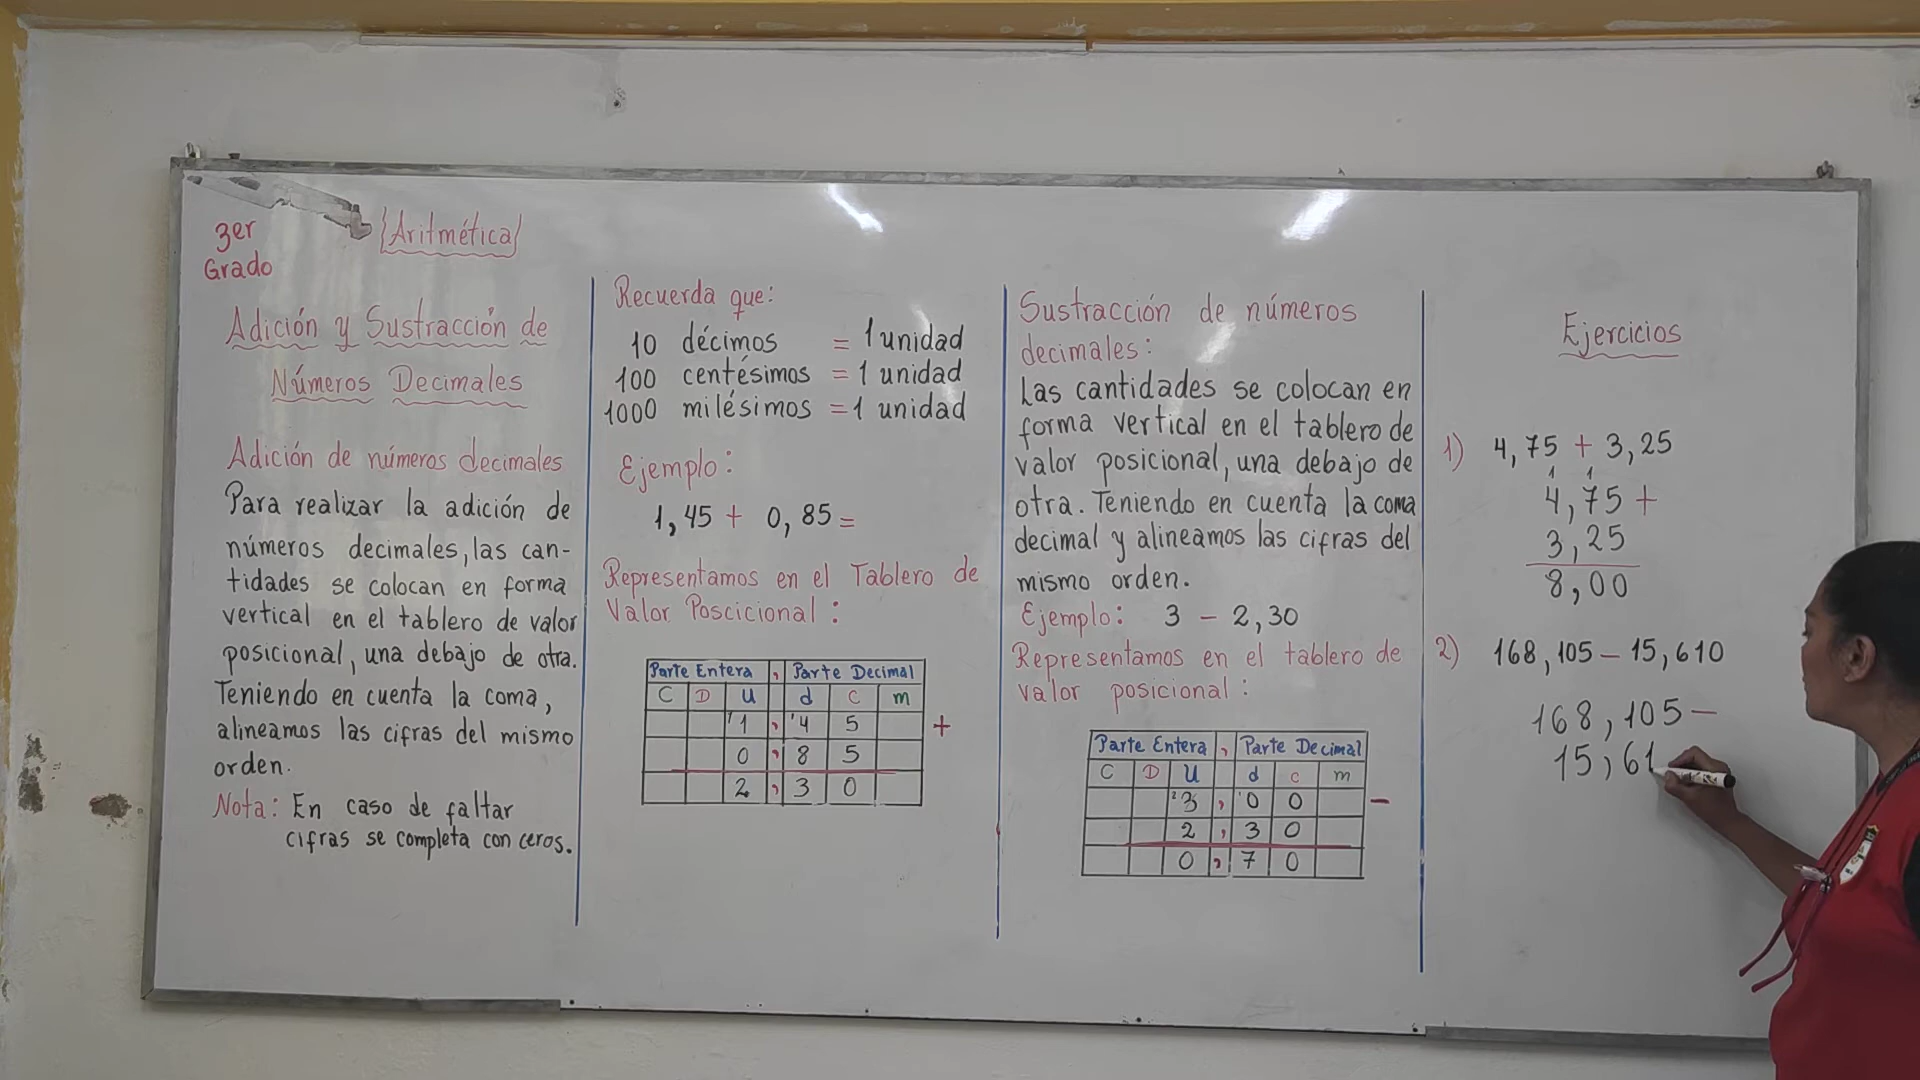 3er
Grado
Aritmética
Adición y Sustracción de
Números Decimales
Adición de números decimales
Para realizar la adición de
números decimales, las can-
tidades se colocan en forma
vertical en el tablero de valor
posicional, una debajo de otra.
Teniendo en cuenta la coma,
alineamos las cifras del mismo
orden.
Nota: En caso de faltar
cifras se completa con ceros.
Recuerda que:
10 décimos = 1 unidad
100 centésimos = 1 unidad
1000 milésimos = 1 unidad
Ejemplo:
1,45 + 0,85 =
Representamos en el Tablero de
Valor Poscicional:
Parte Entera , Parte Decimal
C D U d c m
1 1 , 1 4 5 +
0 , 8 5
2 , 3 0
Sustracción de números
decimales:
Las cantidades se colocan en
forma vertical en el tablero de
valor posicional, una debajo de
otra. Teniendo en cuenta la coma
decimal y alineamos las cifras del
mismo orden.
Ejemplo: 3 - 2,30
Representamos en el tablero de
valor posicional:
Parte Entera , Parte Decimal
C D U d c m
2 3 , 1 0 0 -
2 , 3 0
0 , 7 0
Ejercicios
1) 4,75 + 3,25
1 1
4,75 +
3,25
8,00
2) 168,105 - 15,610
168,105 -
15,61